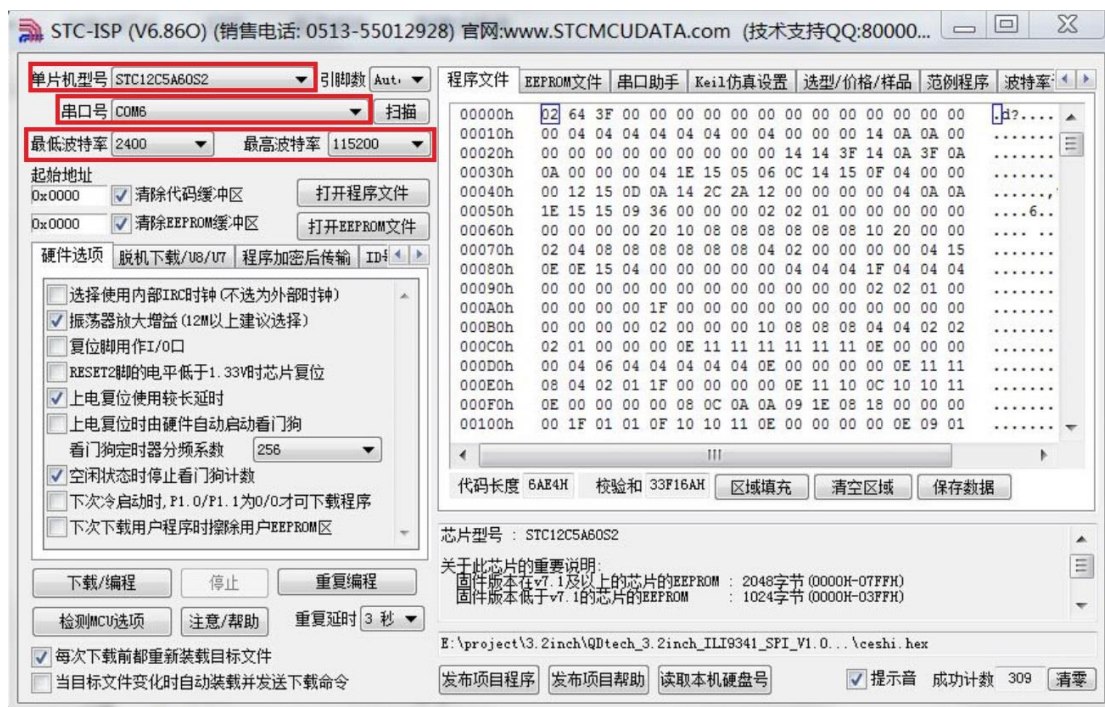 STC-ISP (V6.86O) (销售电话: 0513-55012928) 官网:www.STCMCUDATA.com (技术支持QQ:80000...
单片机型号 STC12C5A60S2 引脚数 Aut
串口号 COM6 扫描
最低波特率 2400 最高波特率 115200
起始地址
0x0000 清除代码缓冲区 打开程序文件
0x0000 清除EEPROM缓冲区 打开EEPROM文件
硬件选项 脱机下载/U8/U7 程序加密后传输
选择使用内部IRC时钟(不选为外部时钟)
振荡器放大增益(12M以上建议选择)
复位脚用作I/O口
RESET2脚的电平低于1.33V时芯片复位
上电复位使用较长延时
上电复位时由硬件自动启动看门狗
看门狗定时器分频系数 256
空闲状态时停止看门狗计数
下次冷启动时,P1.0/P1.1为0/0才可下载程序
下次下载用户程序时擦除用户EEPROM区
下载/编程 停止 重复编程
检测MCU选项 注意/帮助 重复延时 3 秒
每次下载前都重新装载目标文件
当目标文件变化时自动装载并发送下载命令
程序文件 EEPROM文件 串口助手 Keil仿真设置 选型/价格/样品 范例程序 波特率
00000h 02 64 3F 00 00 00 00 00 00 00 00 00 00 00 00 00 .d?....
00010h 00 04 04 04 04 04 04 00 04 00 00 00 14 0A 0A 00 .......
00020h 00 00 00 00 00 00 00 00 00 14 14 3F 14 0A 3F 0A .......
00030h 0A 00 00 00 04 1E 15 05 06 0C 14 15 0F 04 00 00 .......
00040h 00 12 15 0D 0A 14 2C 2A 12 00 00 00 00 04 0A 0A ......,
00050h 1E 15 15 09 36 00 00 00 02 02 01 00 00 00 00 00 ....6..
00060h 00 00 00 00 20 10 08 08 08 08 08 08 10 20 00 00 .......
00070h 02 04 08 08 08 08 08 08 04 02 00 00 00 00 04 15 .......
00080h 0E 0E 15 04 00 00 00 00 00 04 04 04 1F 04 04 04 .......
00090h 00 00 00 00 00 00 00 00 00 00 00 00 02 02 01 00 .......
000A0h 00 00 00 00 1F 00 00 00 00 00 00 00 00 00 00 00 .......
000B0h 00 00 00 00 02 00 00 00 10 08 08 08 04 04 02 02 .......
000C0h 02 01 00 00 00 0E 11 11 11 11 11 11 0E 00 00 00 .......
000D0h 00 04 06 04 04 04 04 04 0E 00 00 00 00 0E 11 11 .......
000E0h 08 04 02 01 1F 00 00 00 00 0E 11 10 0C 10 10 11 .......
000F0h 0E 00 00 00 00 08 0C 0A 0A 09 1E 08 18 00 00 00 .......
00100h 00 1F 01 01 0F 10 10 11 0E 00 00 00 00 0E 09 01 .......
代码长度 6AE4H 校验和 33F16AH 区域填充 清空区域 保存数据
芯片型号 : STC12C5A60S2
关于此芯片的重要说明:
固件版本在v7.1及以上的芯片的EEPROM : 2048字节(0000H-07FFH)
固件版本低于v7.1的芯片的EEPROM : 1024字节(0000H-03FFH)
E:\project\3.2inch\QDtech_3.2inch_ILI9341_SPI_V1.0...\ceshi.hex
发布项目程序 发布项目帮助 读取本机硬盘号 提示音 成功计数 309 清零